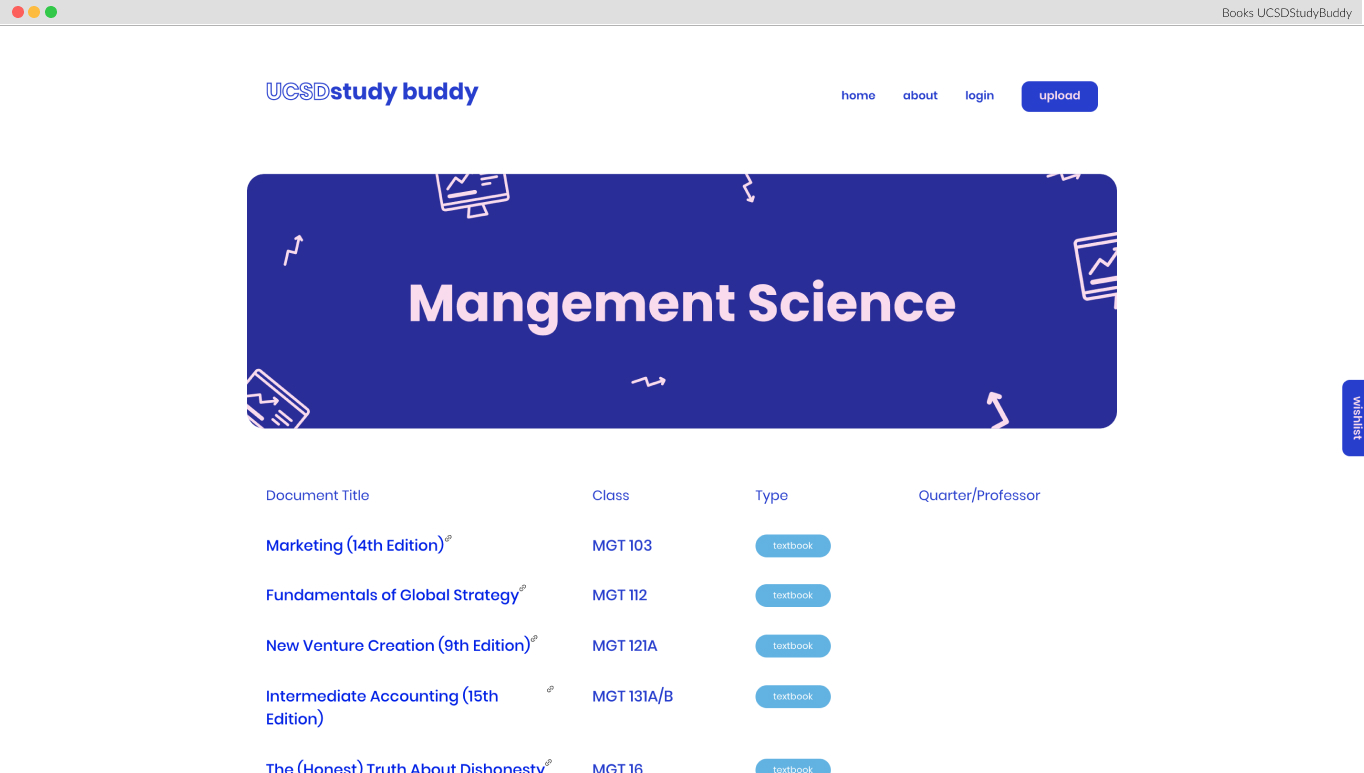 Books UCSDStudyBuddy
UCSDstudy buddy
home about login upload
Mangement Science
wishlist
Document Title Class Type Quarter/Professor
Marketing (14th Edition) MGT 103 textbook
Fundamentals of Global Strategy MGT 112 textbook
New Venture Creation (9th Edition) MGT 121A textbook
Intermediate Accounting (15th MGT 131A/B textbook
Edition)
The (Honest) Truth About Dishonesty MGT 16 textbook